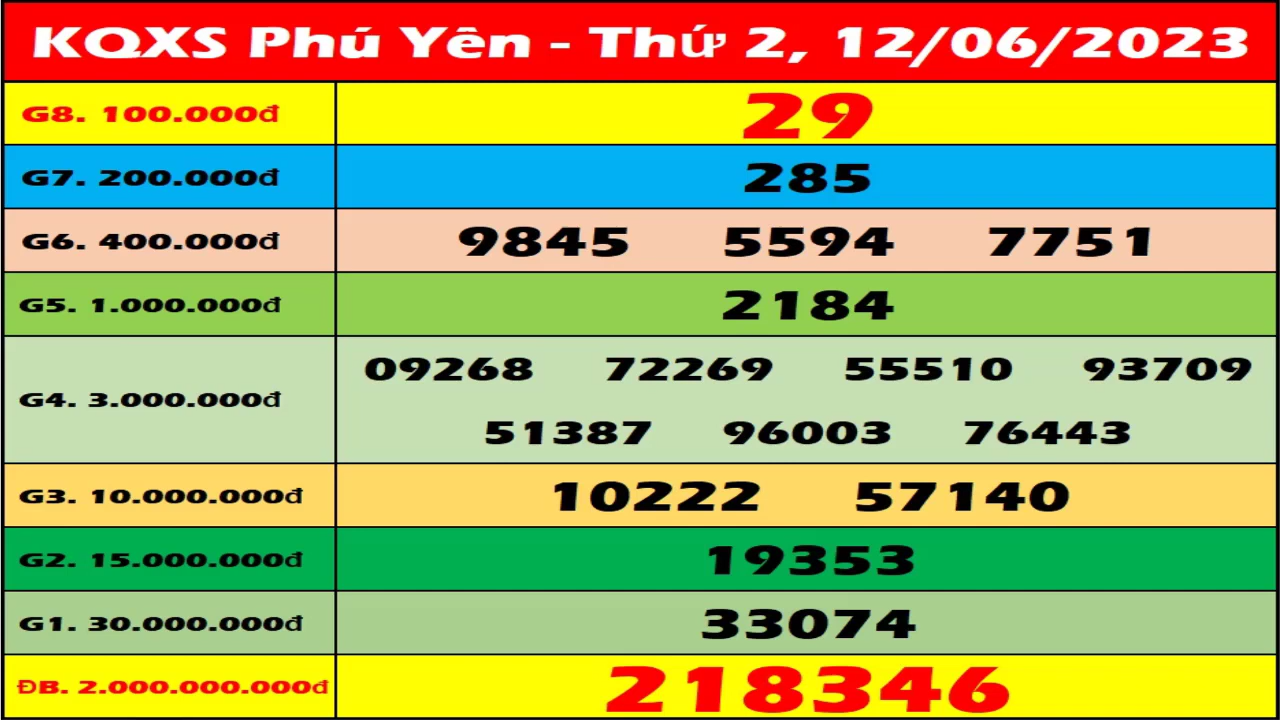 KQXS Phú Yên - Thứ 2, 12/06/2023
G8. 100.000đ 29
G7. 200.000đ 285
G6. 400.000đ 9845 5594 7751
G5. 1.000.000đ 2184
G4. 3.000.000đ
09268 72269 55510 93709
51387 96003 76443
G3. 10.000.000đ 10222 57140
G2. 15.000.000đ 19353
G1. 30.000.000đ 33074
ĐB. 2.000.000.000đ 218346